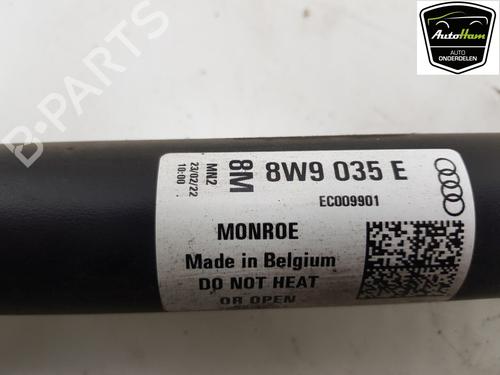 AutoHam
AUTO
ONDERDELEN
B-PARTS
MN2
23/02/22
10:00
8M
8W9 035 E
EC009901
MONROE
Made in Belgium
DO NOT HEAT
OR OPEN